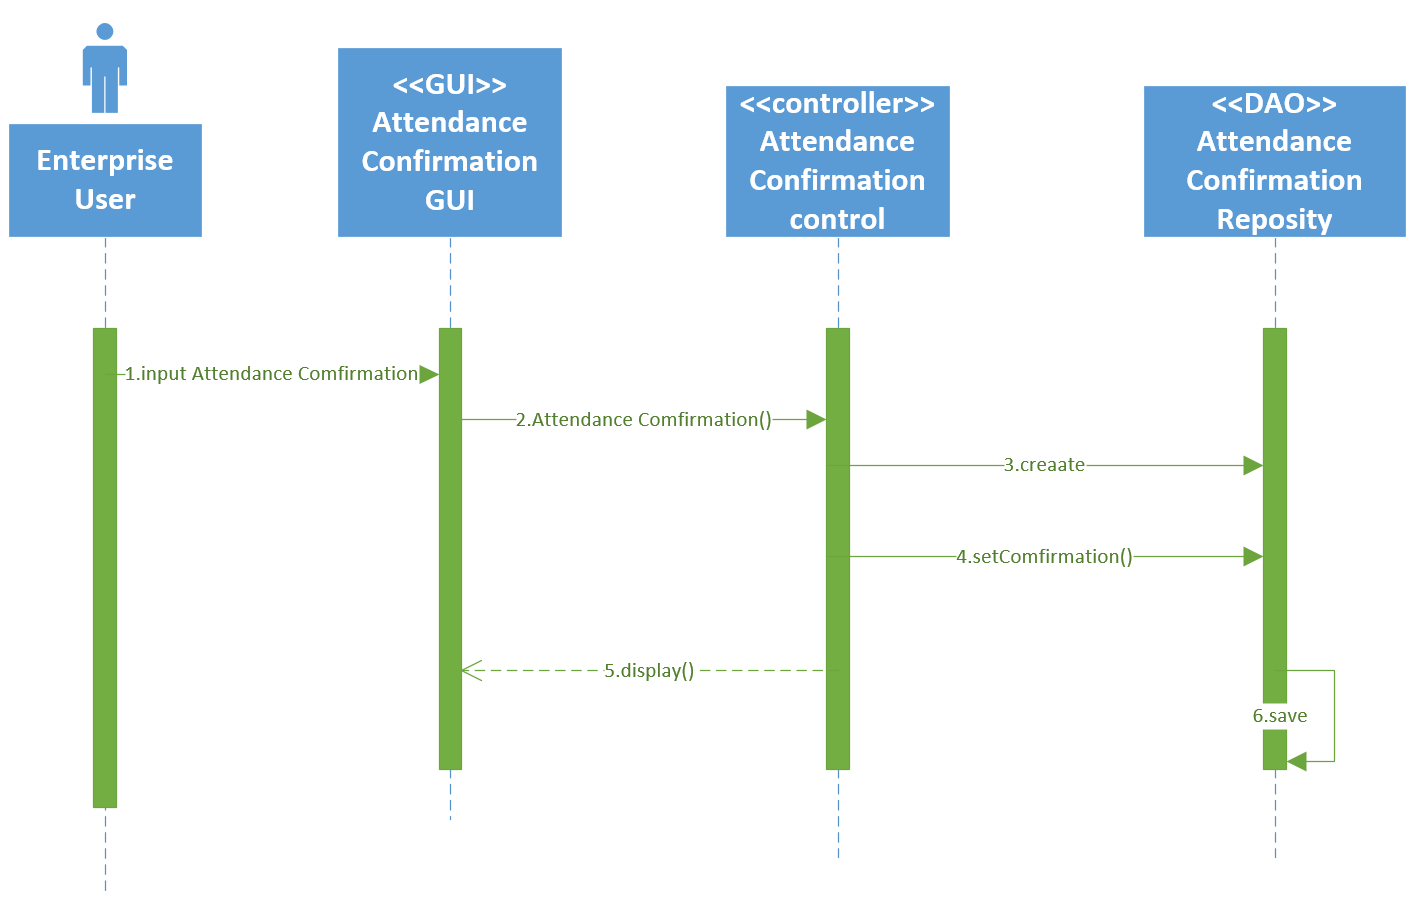 Enterprise
User
<<GUI>>
Attendance
Confirmation
GUI
<<controller>>
Attendance
Confirmation
control
<<DAO>>
Attendance
Confirmation
Reposity
1.input Attendance Comfirmation
2.Attendance Comfirmation()
3.creaate
4.setComfirmation()
5.display()
6.save